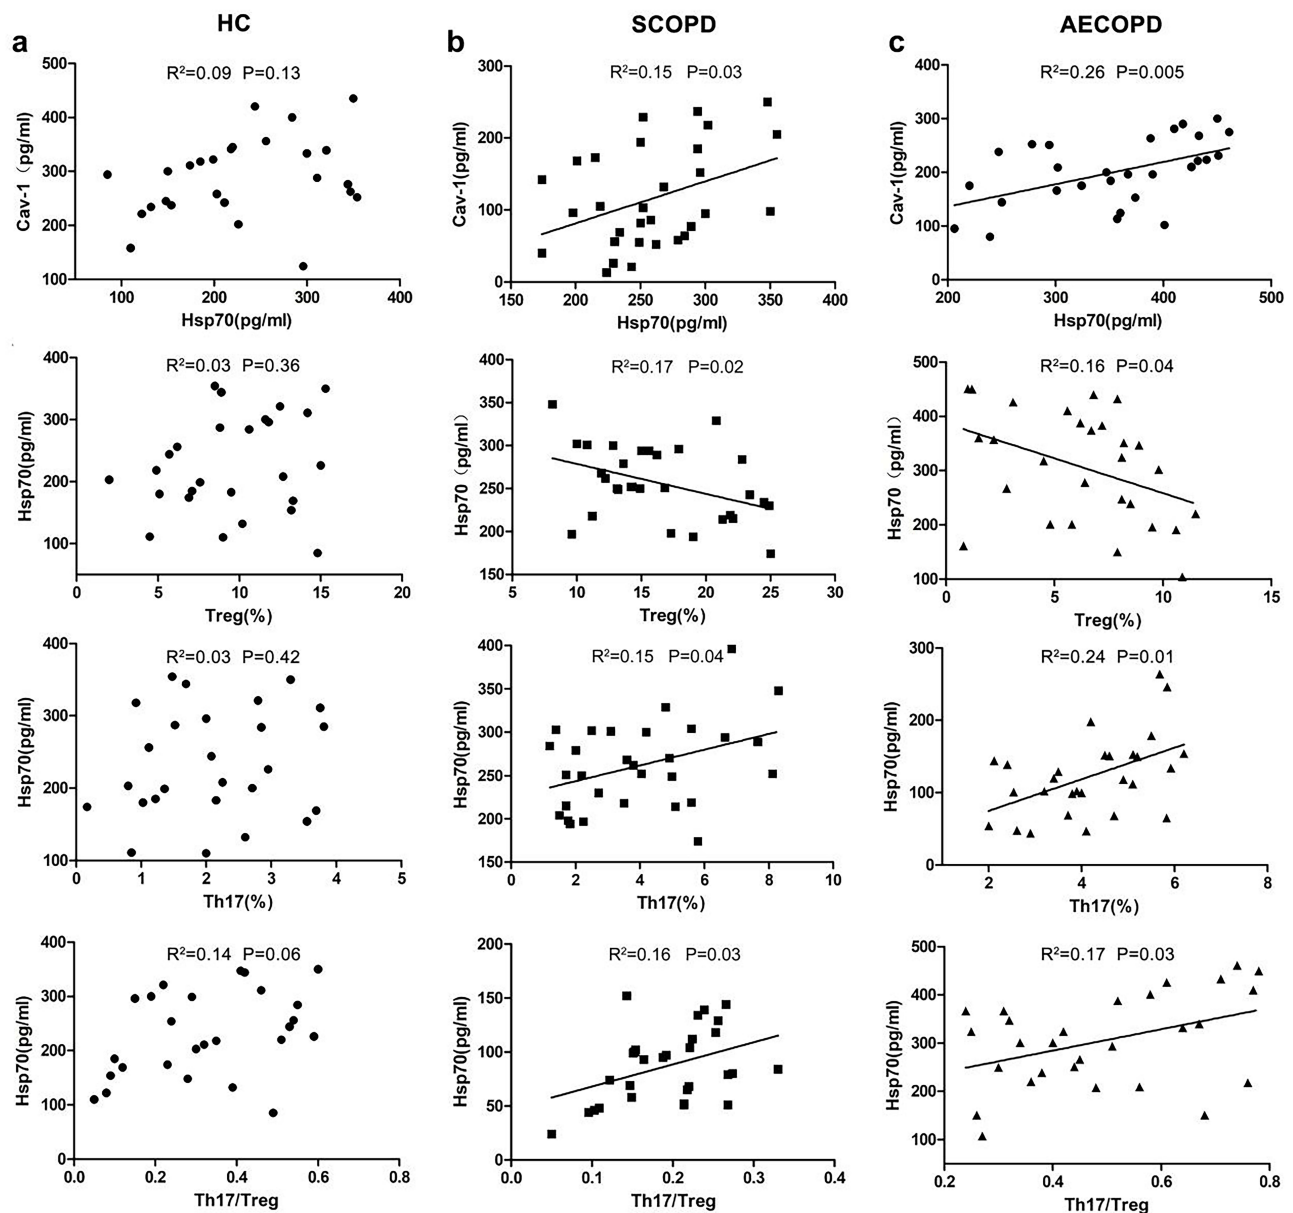 HC
SCOPD
AECOPD
a
b
c
R²=0.09 P=0.13
Cav-1（pg/ml)
500
400
300
200
100
100
200
300
400
Hsp70(pg/ml)
R²=0.15 P=0.03
Cav-1(pg/ml)
300
200
100
0
150
200
250
300
350
400
Hsp70(pg/ml)
R²=0.26 P=0.005
Cav-1(pg/ml)
400
300
200
100
0
200
300
400
500
Hsp70(pg/ml)
R²=0.03 P=0.36
Hsp70(pg/ml)
400
300
200
100
0
5
10
15
20
Treg(%)
R²=0.17 P=0.02
Hsp70（pg/ml）
400
350
300
250
200
150
5
10
15
20
25
30
Treg(%)
R²=0.16 P=0.04
Hsp70（pg/ml）
500
400
300
200
100
0
5
10
15
Treg(%)
R²=0.03 P=0.42
Hsp70(pg/ml)
400
300
200
100
0
1
2
3
4
5
Th17(%)
R²=0.15 P=0.04
Hsp70(pg/ml)
400
350
300
250
200
150
0
2
4
6
8
10
Th17(%)
R²=0.24 P=0.01
Hsp70(pg/ml)
300
200
100
0
2
4
6
8
Th17(%)
R²=0.14 P=0.06
Hsp70(pg/ml)
400
300
200
100
0
0.0
0.2
0.4
0.6
0.8
Th17/Treg
R²=0.16 P=0.03
Hsp70(pg/ml)
200
150
100
50
0
0.0
0.1
0.2
0.3
0.4
Th17/Treg
R²=0.17 P=0.03
Hsp70(pg/ml)
500
400
300
200
100
0.2
0.4
0.6
0.8
Th17/Treg